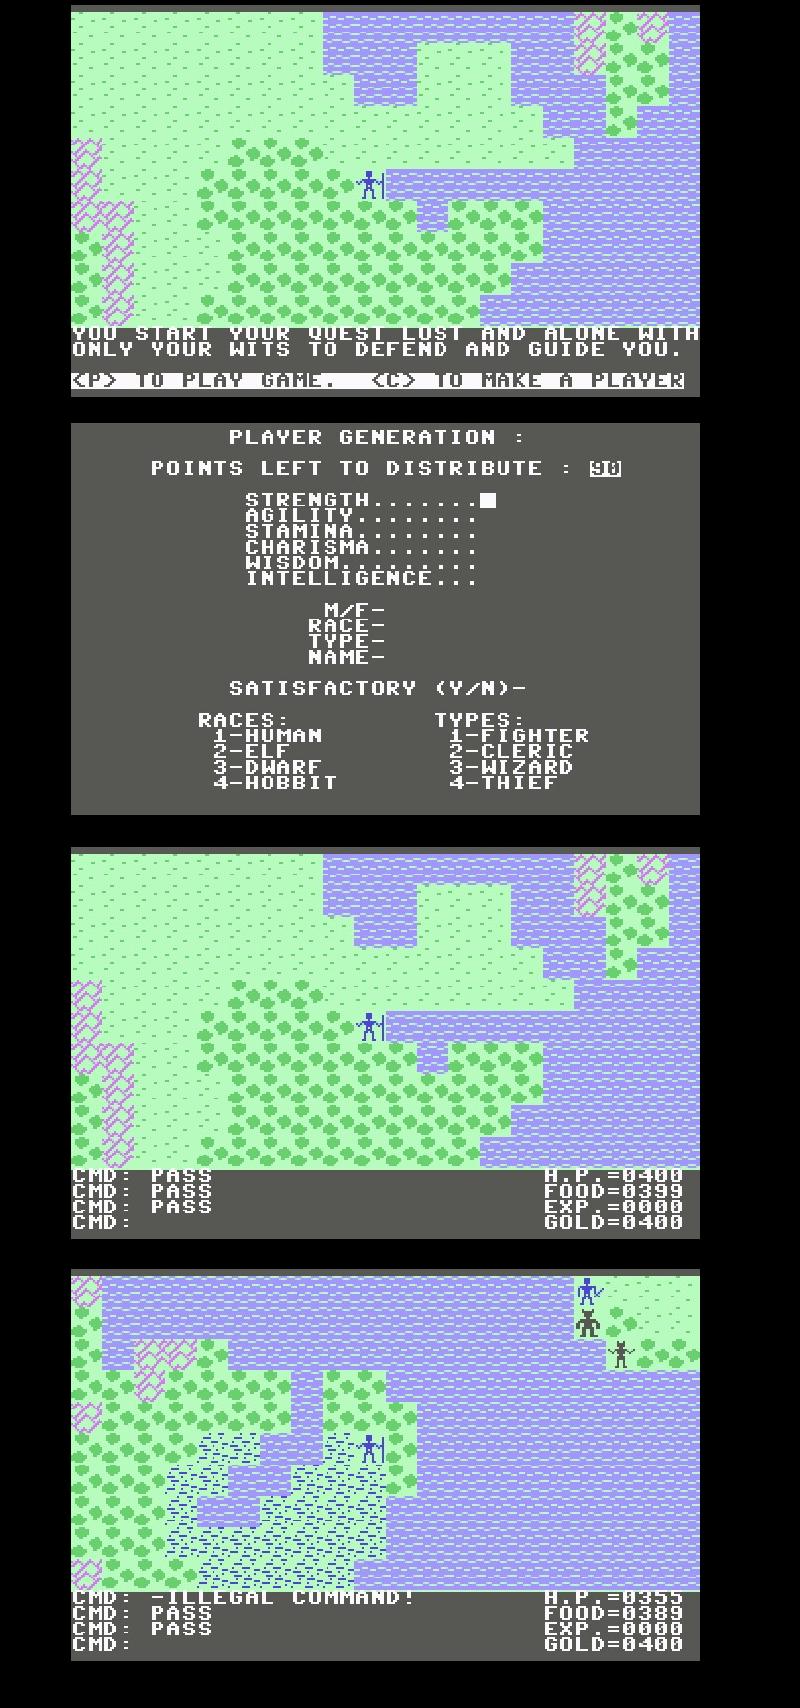 YOU START YOUR QUEST LOST AND ALONE WITH
ONLY YOUR WITS TO DEFEND AND GUIDE YOU.
<P> TO PLAY GAME. <C> TO MAKE A PLAYER
PLAYER GENERATION :
POINTS LEFT TO DISTRIBUTE : 90
STRENGTH.......
AGILITY........
STAMINA........
CHARISMA.......
WISDOM.........
INTELLIGENCE...
M/F-
RACE-
TYPE-
NAME-
SATISFACTORY (Y/N)-
RACES: TYPES:
1-HUMAN 1-FIGHTER
2-ELF 2-CLERIC
3-DWARF 3-WIZARD
4-HOBBIT 4-THIEF
CMD: PASS H.P.=0400
CMD: PASS FOOD=0399
CMD: PASS EXP.=0000
CMD: GOLD=0400
CMD: -ILLEGAL COMMAND! H.P.=0355
CMD: PASS FOOD=0389
CMD: PASS EXP.=0000
CMD: GOLD=0400